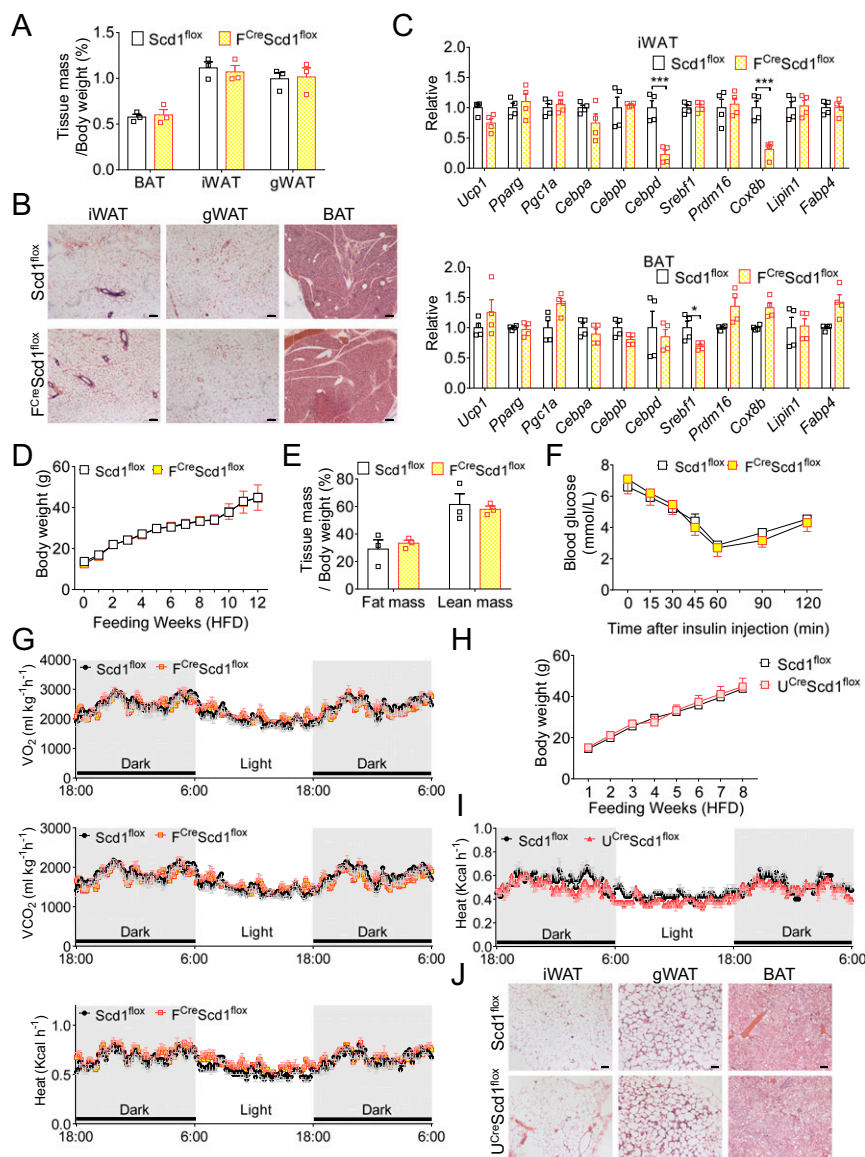 A
Scd1flox
FCreScd1flox
Tissue mass
/Body weight (%)
1.5
1.0
0.5
0.0
BAT
iWAT
gWAT
B
iWAT
gWAT
BAT
Scd1flox
FCreScd1flox
C
iWAT
Scd1flox
FCreScd1flox
Relative
2.0
1.5
1.0
0.5
0.0
***
***
Ucp1
Pparg
Pgc1a
Cebpa
Cebpb
Cebpd
Srebf1
Prdm16
Cox8b
Lipin1
Fabp4
BAT
Scd1flox
FCreScd1flox
Relative
2.0
1.5
1.0
0.5
0.0
*
Ucp1
Pparg
Pgc1a
Cebpa
Cebpb
Cebpd
Srebf1
Prdm16
Cox8b
Lipin1
Fabp4
D
Scd1flox
FCreScd1flox
Body weight (g)
60
40
20
0
0 2 4 6 8 10 12
Feeding Weeks (HFD)
E
Scd1flox
FCreScd1flox
Tissue mass
/ Body weight (%)
80
60
40
20
0
Fat mass
Lean mass
F
Scd1flox
FCreScd1flox
Blood glucose
(mmol/L)
8
6
4
2
0
0 15 30 45 60 90 120
Time after insulin injection (min)
G
Scd1flox
FCreScd1flox
VO2 (ml kg-1h-1)
4000
3000
2000
1000
0
Dark
Light
Dark
18:00 6:00 18:00 6:00
Scd1flox
FCreScd1flox
VCO2 (ml kg-1h-1)
3000
2000
1000
0
Dark
Light
Dark
18:00 6:00 18:00 6:00
Scd1flox
FCreScd1flox
Heat (Kcal h-1)
1.0
0.5
0.0
Dark
Light
Dark
18:00 6:00 18:00 6:00
H
Scd1flox
UCreScd1flox
Body weight (g)
60
40
20
0
1 2 3 4 5 6 7 8
Feeding Weeks (HFD)
I
Scd1flox
UCreScd1flox
Heat (Kcal h-1)
1.0
0.8
0.6
0.4
0.2
0.0
Dark
Light
Dark
18:00 6:00 18:00 6:00
J
iWAT
gWAT
BAT
Scd1flox
UCreScd1flox